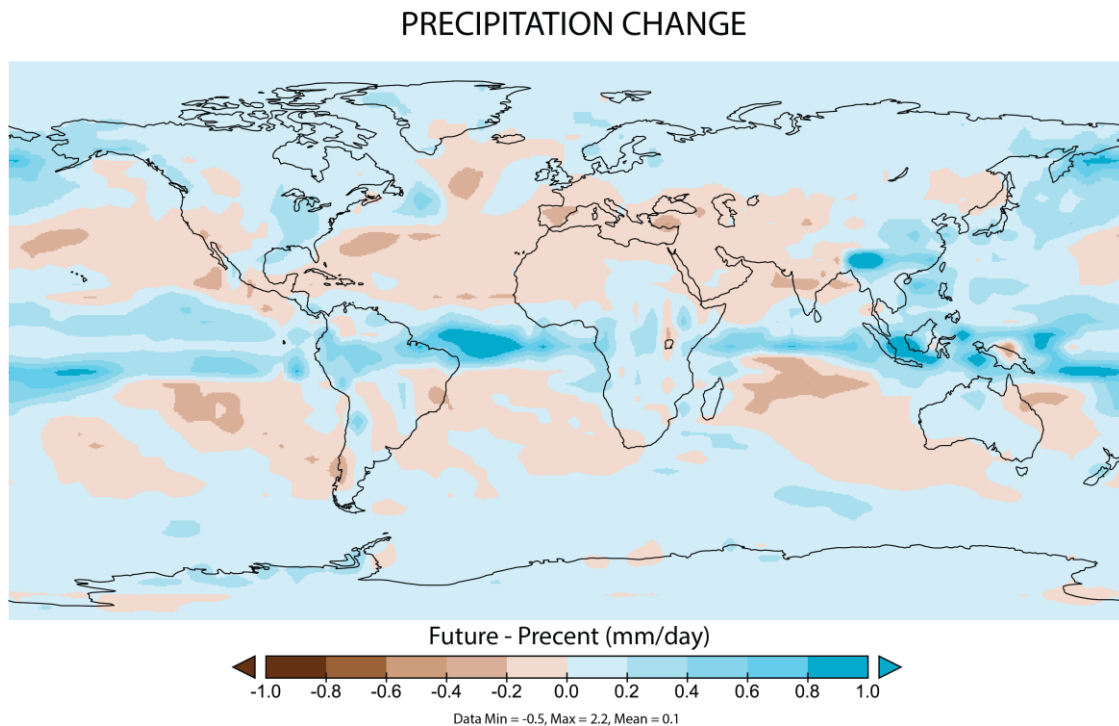 PRECIPITATION CHANGE
Future - Precent (mm/day)
-1.0 -0.8 -0.6 -0.4 -0.2 0.0 0.2 0.4 0.6 0.8 1.0
Data Min = -0.5, Max = 2.2, Mean = 0.1